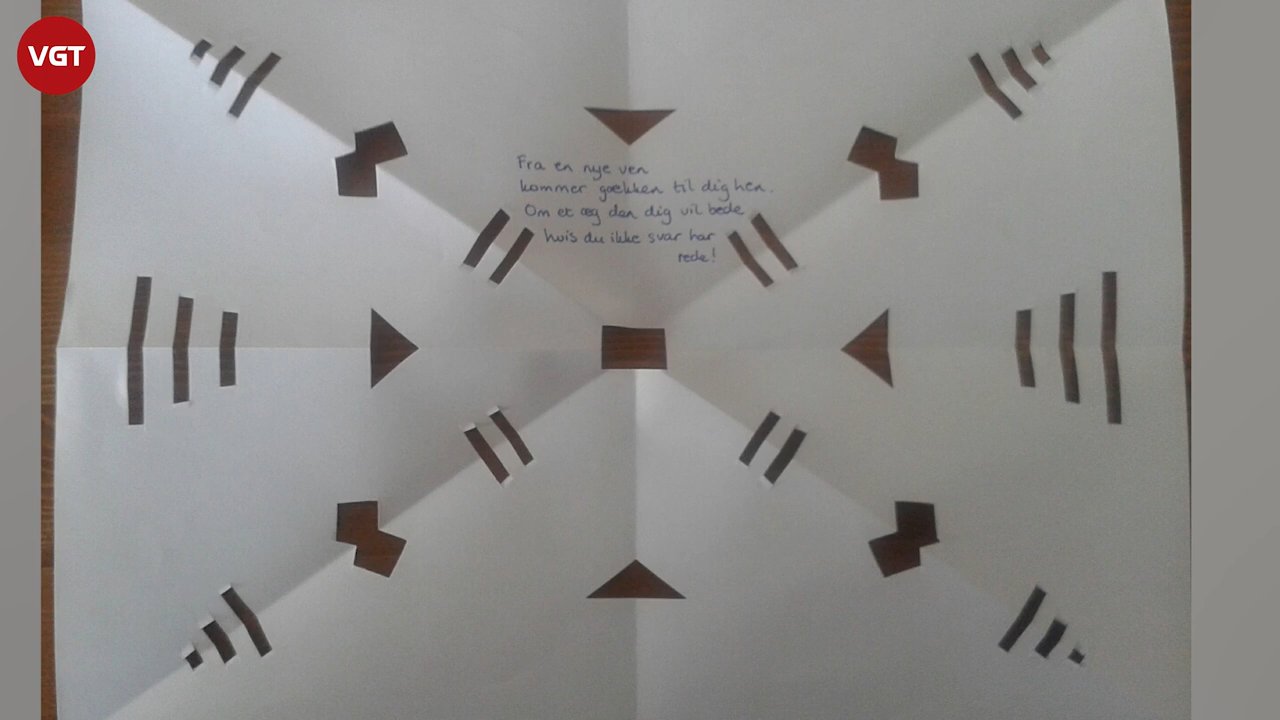 VGT
Fra en nye ven
kommer gækken til dig hen.
Om et æg den dig vil bede
hvis du ikke svar har
rede!